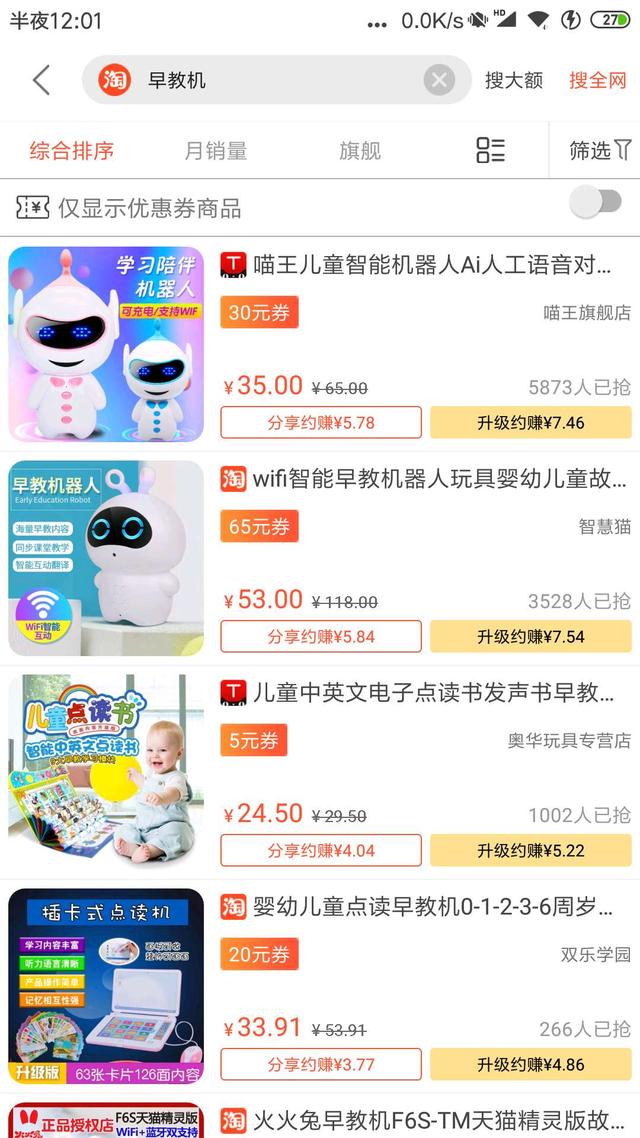 半夜12:01
... 0.0K/s HD 27
淘 早教机 搜大额 搜全网
综合排序 月销量 旗舰 筛选
¥ 仅显示优惠券商品
学习陪伴
机器人
可充电/支持WIF
T 喵王儿童智能机器人Ai人工语音对...
30元券 喵王旗舰店
¥35.00 ¥65.00 5873人已抢
分享约赚¥5.78 升级约赚¥7.46
早教机器人
Early Education Robot
海量早教内容
同步课堂教学
智能互动翻译
WiFi智能
互动
淘 wifi智能早教机器人玩具婴幼儿童故...
65元券 智慧猫
¥53.00 ¥118.00 3528人已抢
分享约赚¥5.84 升级约赚¥7.54
儿童点读书
智能中英文点读书
T 儿童中英文电子点读书发声书早教...
5元券 奥华玩具专营店
¥24.50 ¥29.50 1002人已抢
分享约赚¥4.04 升级约赚¥5.22
插卡式点读机
学习内容丰富
听力语言清晰
产品操作简单
记忆相互性强
升级版 63张卡片126面内容
淘 婴幼儿童点读早教机0-1-2-3-6周岁...
20元券 双乐学园
¥33.91 ¥53.91 266人已抢
分享约赚¥3.77 升级约赚¥4.86
正品授权店 F6S天猫精灵版
WiFi+蓝牙双支持
淘 火火兔早教机F6S-TM天猫精灵版故...